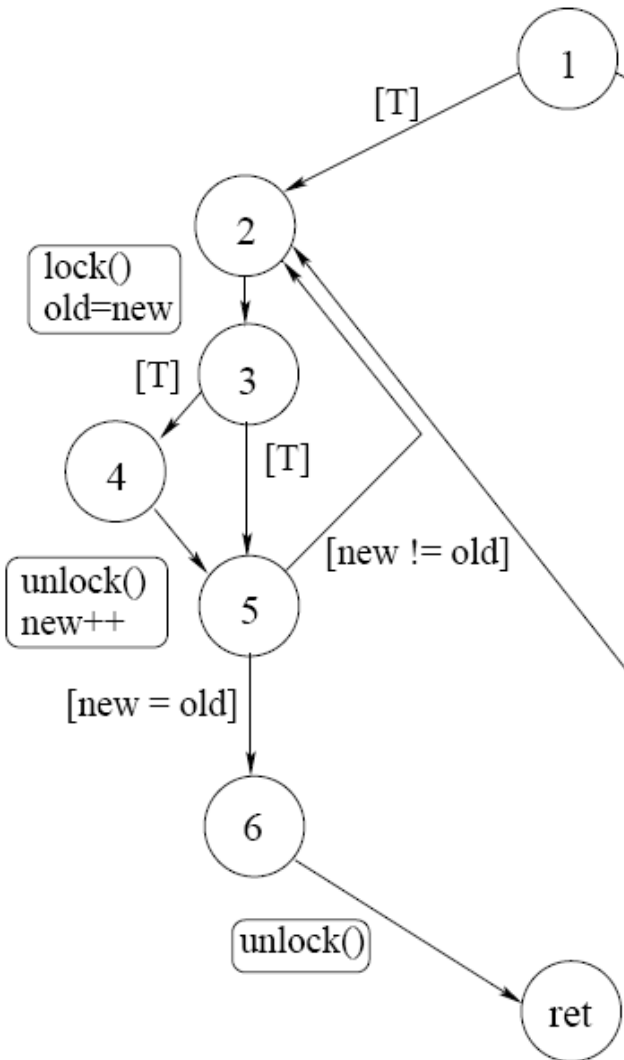 1
[T]
2
lock()
old=new
3
[T]
[T]
4
[new != old]
unlock()
new++
5
[new = old]
6
unlock()
ret